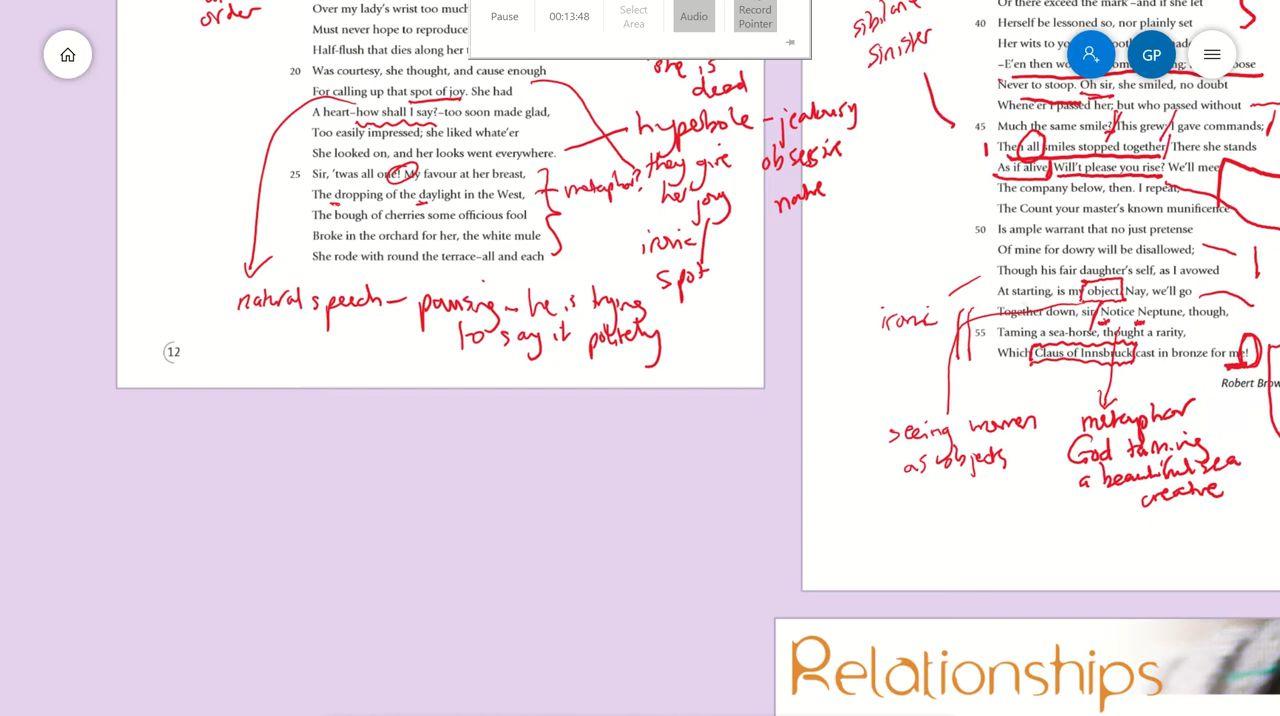 order
Over my lady's wrist too much
Must never hope to reproduce
Half-flush that dies along her t
20 Was courtesy, she thought, and cause enough
For calling up that spot of joy. She had
A heart–how shall I say?–too soon made glad,
Too easily impressed; she liked whate'er
She looked on, and her looks went everywhere.
25 Sir, 'twas all one! My favour at her breast,
The dropping of the daylight in the West,
The bough of cherries some officious fool
Broke in the orchard for her, the white mule
She rode with round the terrace–all and each
natural speech – pausing – he is trying
to say it politely
12
Pause
00:13:48
Select
Area
Audio
Record
Pointer
she is
dead
hyperbole – jealousy
obsessive
nature
metaphor?
they give
her
joy
ironic
spot
sinister
GP
Or there exceed the mark –and if she let
40 Herself be lessoned so, nor plainly set
Her wits to yo
–E'en then wo
Never to stoop. Oh sir, she smiled, no doubt
Whene'er I passed her; but who passed without
45 Much the same smile? This grew; I gave commands;
Then all smiles stopped together. There she stands
As if alive. Will't please you rise? We'll mee
The company below, then. I repeat,
The Count your master's known munificence
50 Is ample warrant that no just pretense
Of mine for dowry will be disallowed;
Though his fair daughter's self, as I avowed
At starting, is my object. Nay, we'll go
Together down, sir. Notice Neptune, though,
55 Taming a sea-horse, thought a rarity,
Which Claus of Innsbruck cast in bronze for me!
Robert Brow
ironic
seeing women
as objects
metaphor
God taming
a beautiful sea
creature
Relationships